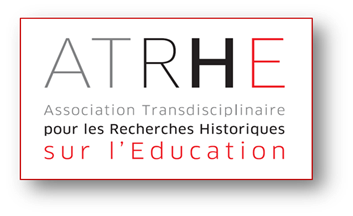 ATRHE
Association Transdisciplinaire
pour les Recherches Historiques
sur l'Education